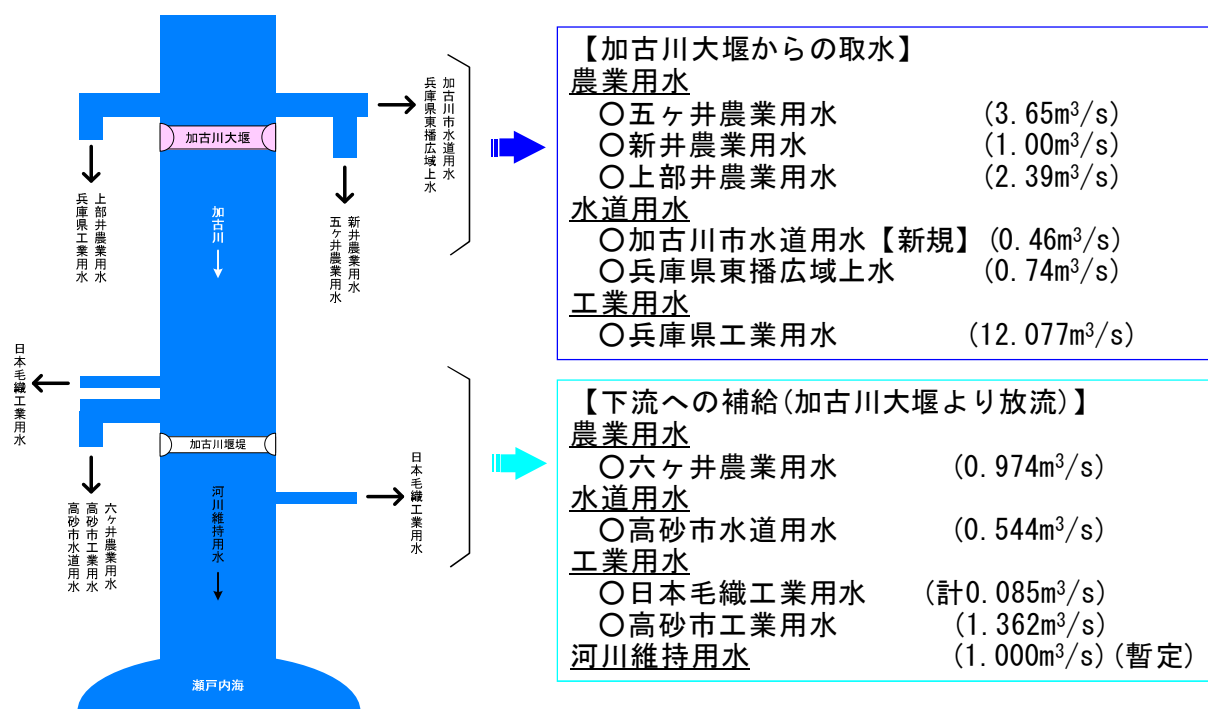 加古川大堰
加古川市水道用水
兵庫県東播広域上水
上部井農業用水
兵庫県工業用水
加古川
新井農業用水
五ヶ井農業用水
日本毛織工業用水
加古川堰堤
六ヶ井農業用水
高砂市工業用水
高砂市水道用水
河川維持用水
日本毛織工業用水
瀬戸内海
【加古川大堰からの取水】
農業用水
○五ヶ井農業用水 (3.65m³/s)
○新井農業用水 (1.00m³/s)
○上部井農業用水 (2.39m³/s)
水道用水
○加古川市水道用水【新規】 (0.46m³/s)
○兵庫県東播広域上水 (0.74m³/s)
工業用水
○兵庫県工業用水 (12.077m³/s)
【下流への補給(加古川大堰より放流)】
農業用水
○六ヶ井農業用水 (0.974m³/s)
水道用水
○高砂市水道用水 (0.544m³/s)
工業用水
○日本毛織工業用水 (計0.085m³/s)
○高砂市工業用水 (1.362m³/s)
河川維持用水 (1.000m³/s)(暫定)